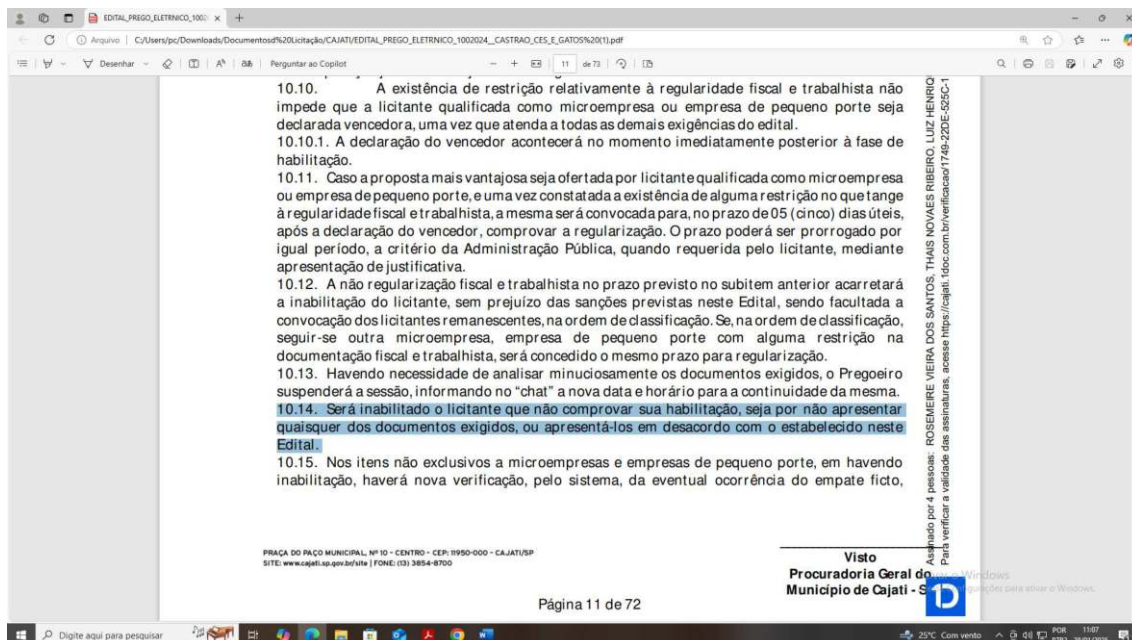 EDITAL_PREGO_ELETRNICO_1002
Arquivo | C:/Users/pc/Downloads/Documentosd%20Licitação/CAJATI/EDITAL_PREGO_ELETRNICO_1002024__CASTRAO_CES_E_GATOS%20(1).pdf
Desenhar
Perguntar ao Copilot
11 de 73
10.10. A existência de restrição relativamente à regularidade fiscal e trabalhista não
impede que a licitante qualificada como microempresa ou empresa de pequeno porte seja
declarada vencedora, uma vez que atenda a todas as demais exigências do edital.
10.10.1. A declaração do vencedor acontecerá no momento imediatamente posterior à fase de
habilitação.
10.11. Caso a proposta mais vantajosa seja ofertada por licitante qualificada como microempresa
ou empresa de pequeno porte, e uma vez constatada a existência de alguma restrição no que tange
à regularidade fiscal e trabalhista, a mesma será convocada para, no prazo de 05 (cinco) dias úteis,
após a declaração do vencedor, comprovar a regularização. O prazo poderá ser prorrogado por
igual período, a critério da Administração Pública, quando requerida pelo licitante, mediante
apresentação de justificativa.
10.12. A não regularização fiscal e trabalhista no prazo previsto no subitem anterior acarretará
a inabilitação do licitante, sem prejuízo das sanções previstas neste Edital, sendo facultada a
convocação dos licitantes remanescentes, na ordem de classificação. Se, na ordem de classificação,
seguir-se outra microempresa, empresa de pequeno porte com alguma restrição na
documentação fiscal e trabalhista, será concedido o mesmo prazo para regularização.
10.13. Havendo necessidade de analisar minuciosamente os documentos exigidos, o Pregoeiro
suspenderá a sessão, informando no “chat” a nova data e horário para a continuidade da mesma.
10.14. Será inabilitado o licitante que não comprovar sua habilitação, seja por não apresentar
quaisquer dos documentos exigidos, ou apresentá-los em desacordo com o estabelecido neste
Edital.
10.15. Nos itens não exclusivos a microempresas e empresas de pequeno porte, em havendo
inabilitação, haverá nova verificação, pelo sistema, da eventual ocorrência do empate ficto,
Assinado por 4 pessoas: ROSEMEIRE VIEIRA DOS SANTOS, THAIS NOVAES RIBEIRO, LUIZ HENRIQ
Para verificar a validade das assinaturas, acesse https://cajati.1doc.com.br/verificacao/1749-22DE-525C-1
PRAÇA DO PAÇO MUNICIPAL, Nº 10 - CENTRO - CEP: 11950-000 - CAJATI/SP
SITE: www.cajati.sp.gov.br/site | FONE: (13) 3854-8700
Visto
Procuradoria Geral do
Município de Cajati - S
1D
Página 11 de 72
Digite aqui para pesquisar
25°C Com vento
POR
11:07